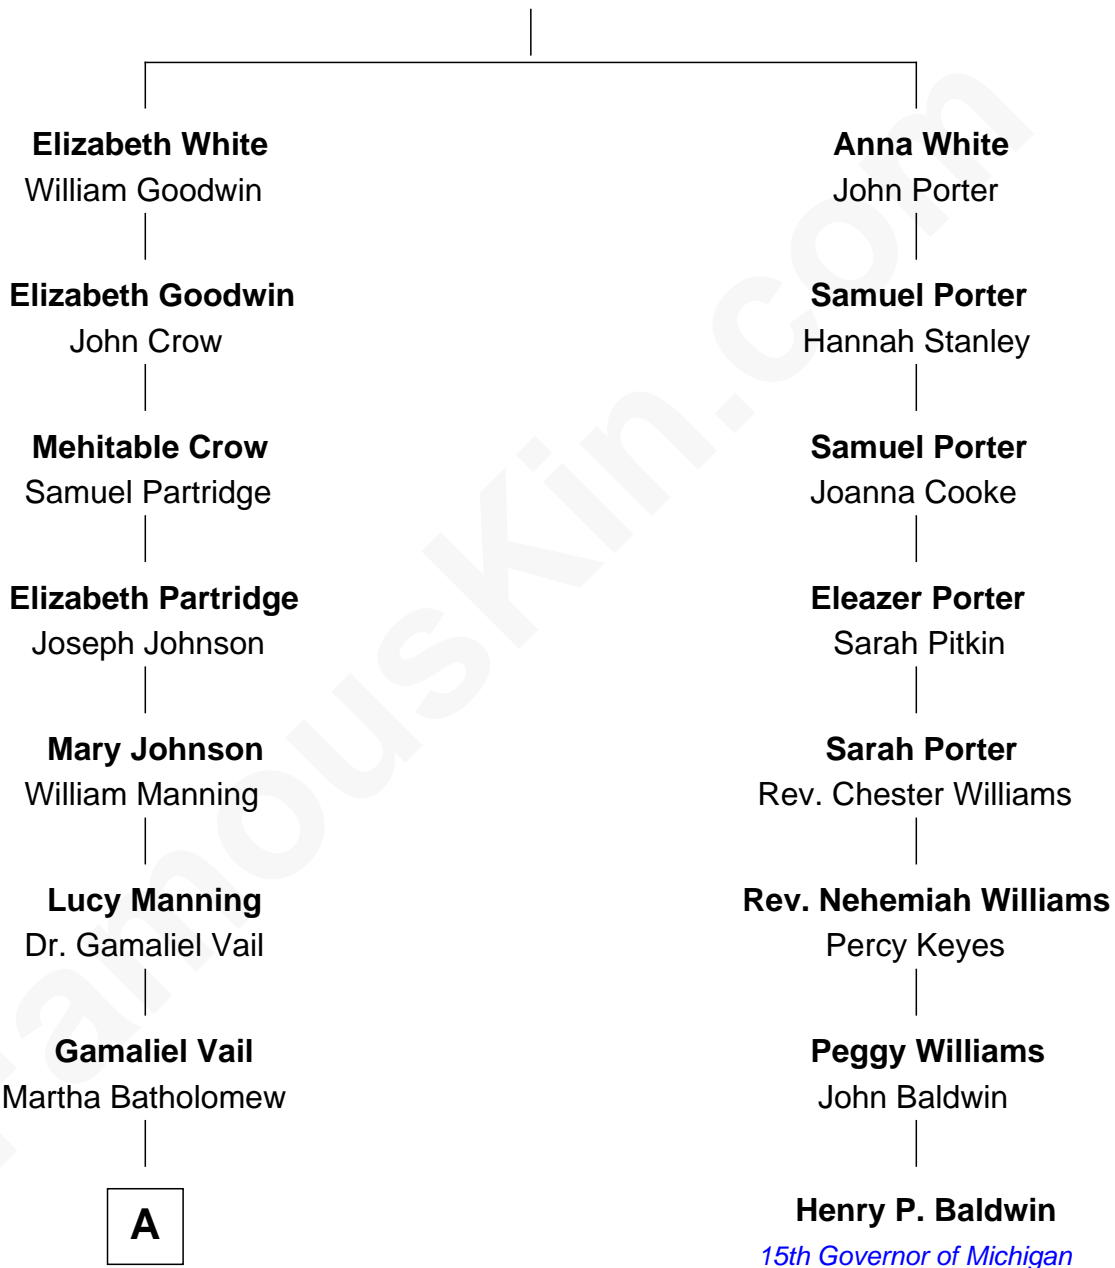 Elizabeth White
William Goodwin
Elizabeth Goodwin
John Crow
Mehitable Crow
Samuel Partridge
Elizabeth Partridge
Joseph Johnson
Mary Johnson
William Manning
Lucy Manning
Dr. Gamaliel Vail
Gamaliel Vail
Martha Batholomew
A
Anna White
John Porter
Samuel Porter
Hannah Stanley
Samuel Porter
Joanna Cooke
Eleazer Porter
Sarah Pitkin
Sarah Porter
Rev. Chester Williams
Rev. Nehemiah Williams
Percy Keyes
Peggy Williams
John Baldwin
Henry P. Baldwin
15th Governor of Michigan
FamousKin.com